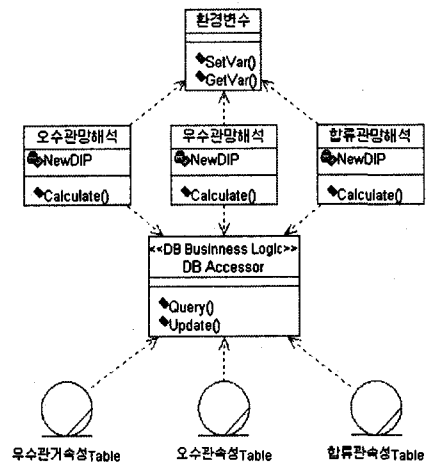 환경변수
SetVar()
GetVar()
오수관망해석
우수관망해석
합류관망해석
NewDIP
NewDIP
NewDIP
Calculate()
Calculate()
Calculate()
<<DB Businness Logic>>
DB Accessor
Query()
Update()
우수관거속성Table
오수관속성Table
합류관속성Table